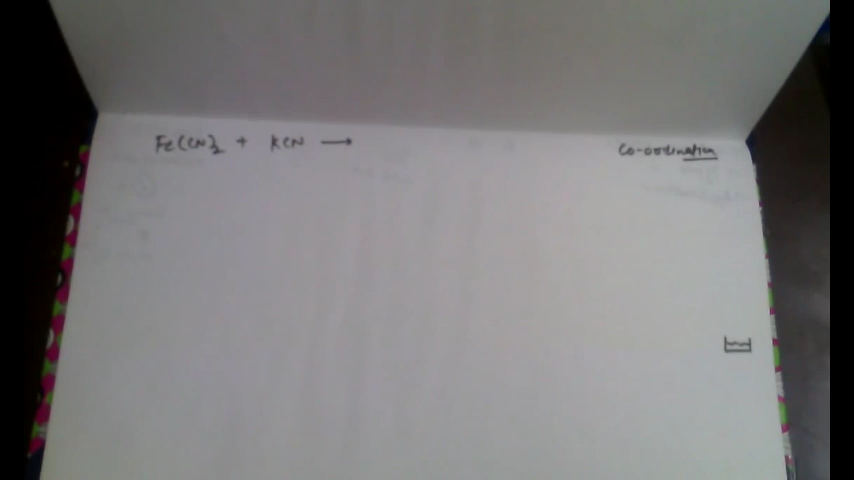 Fe(CN)2 + KCN ⟶
Co-ordination